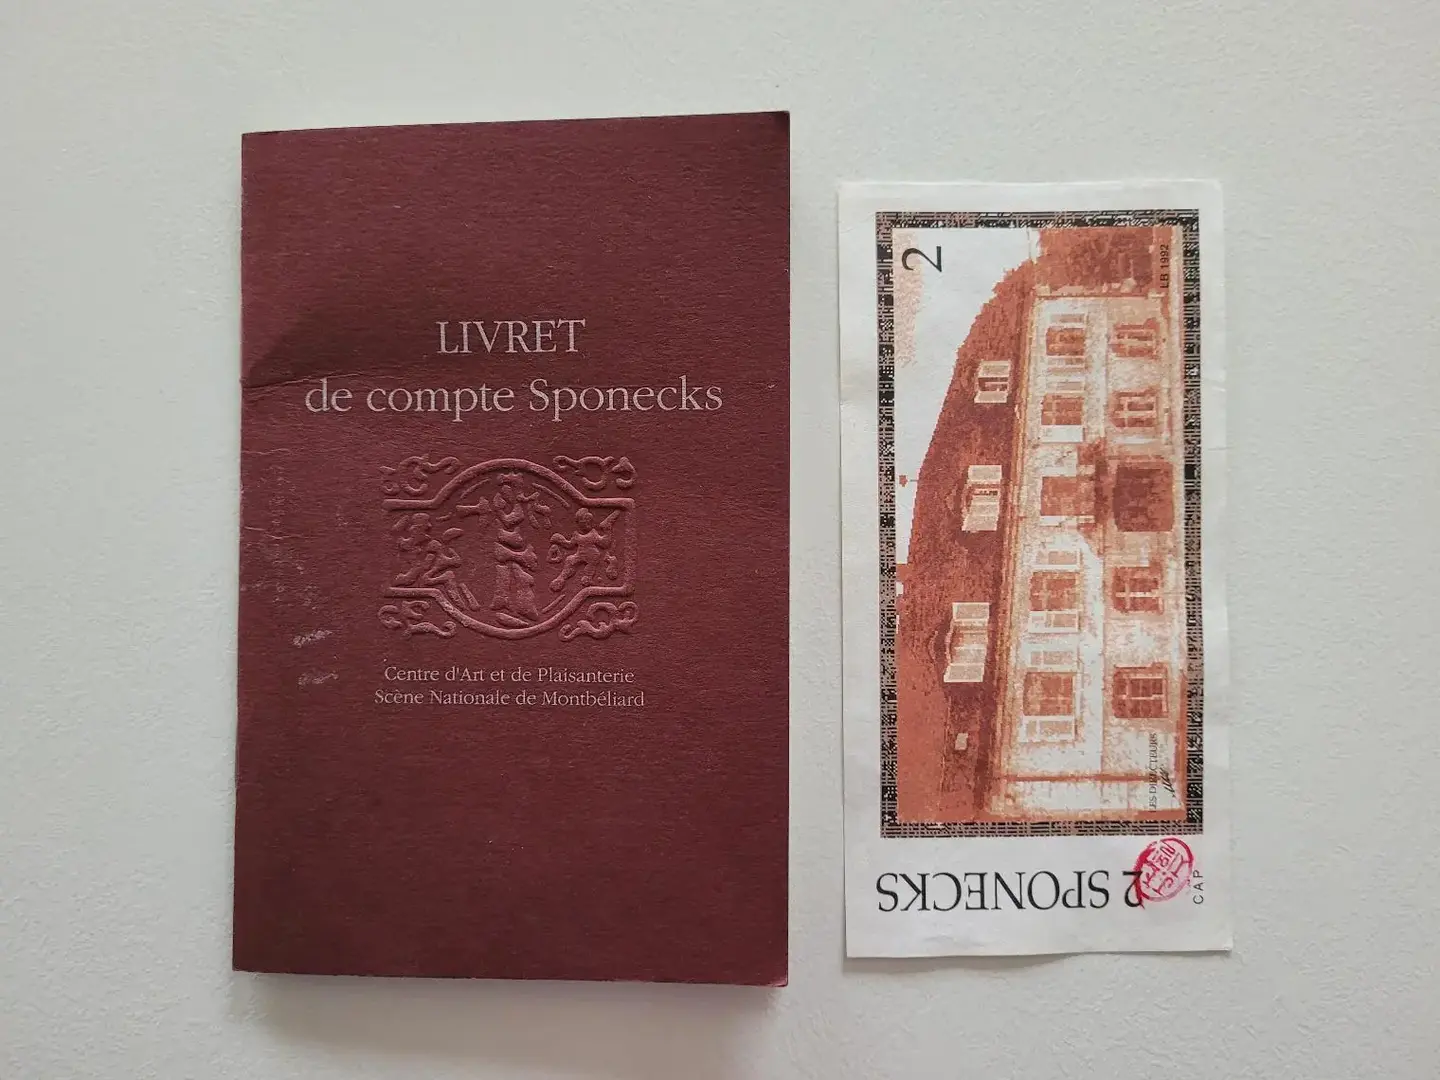 LIVRET
de compte Sponecks
Centre d'Art et de Plaisanterie
Scène Nationale de Montbéliard
2
LB 1992
LES DIRECTEURS
2 SPONECKS
CAP